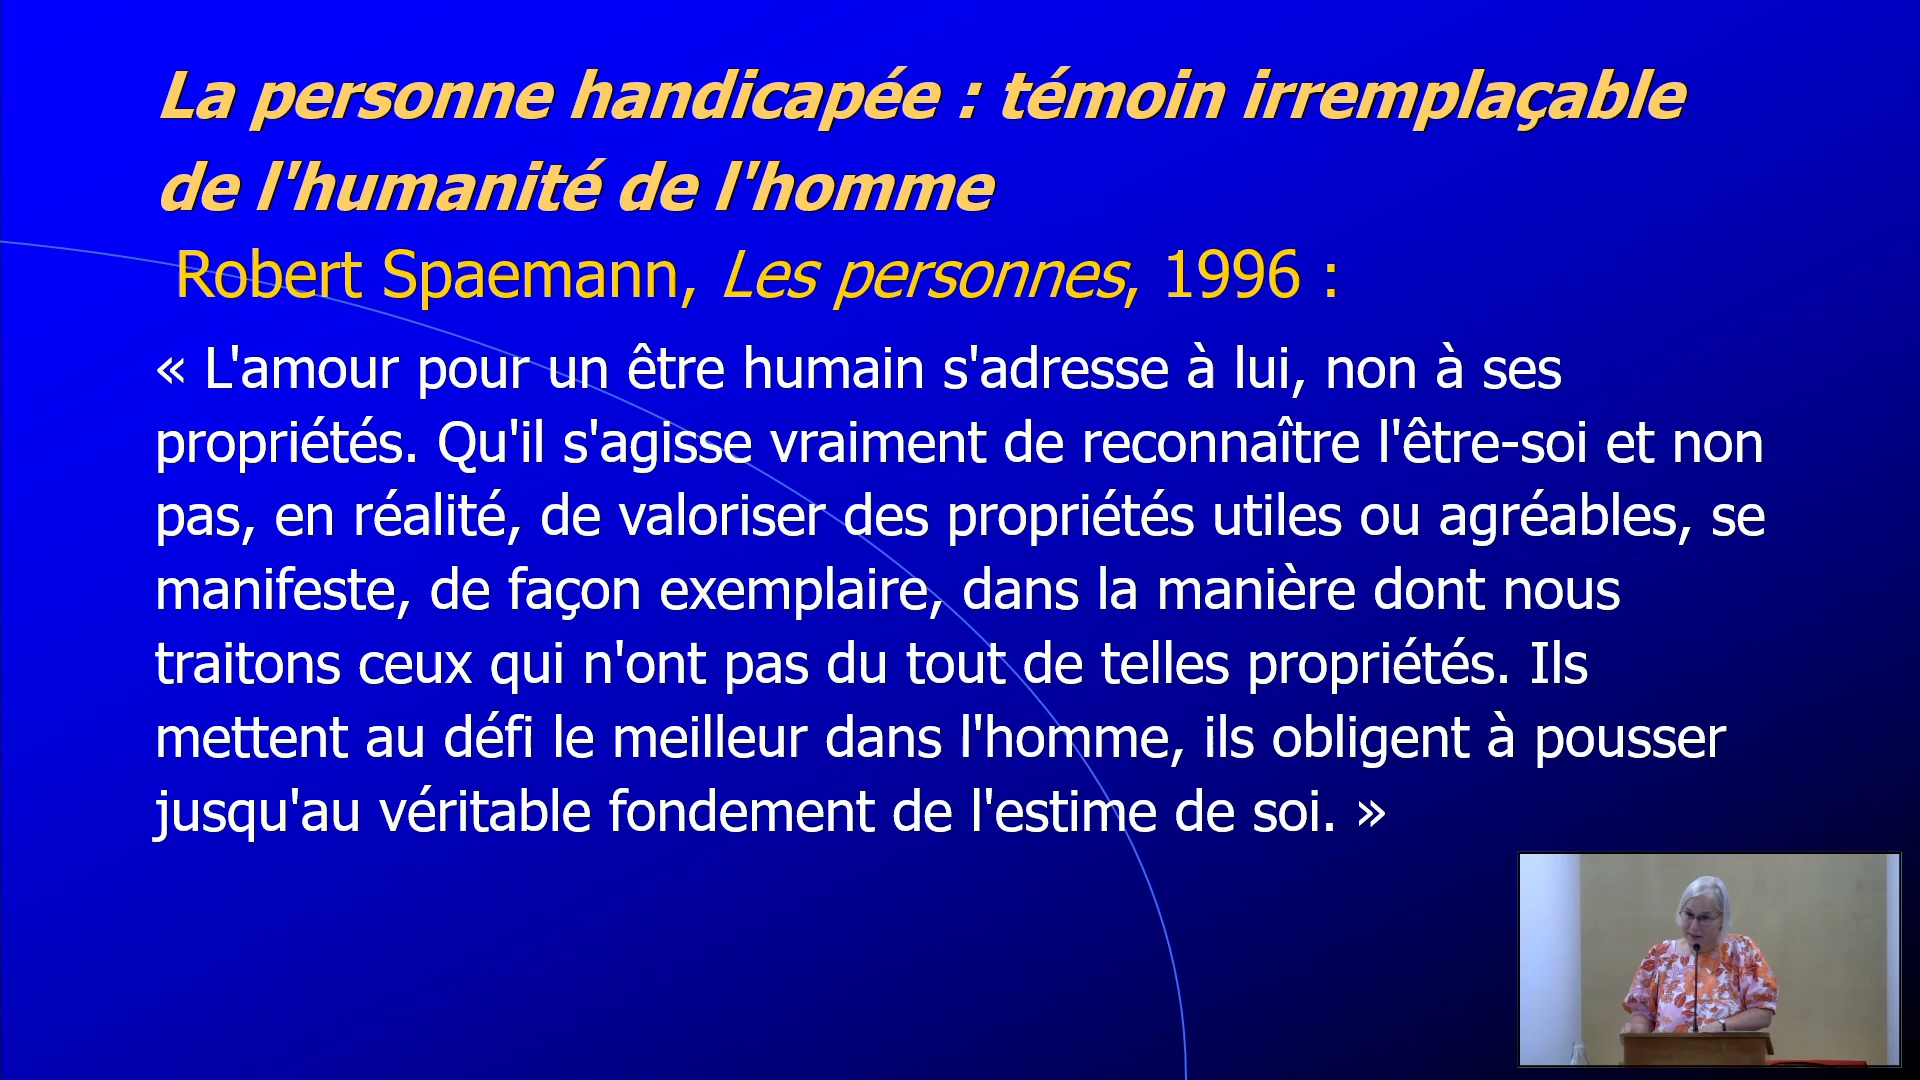 La personne handicapée : témoin irremplaçable
de l'humanité de l'homme
Robert Spaemann, Les personnes, 1996 :
« L'amour pour un être humain s'adresse à lui, non à ses
propriétés. Qu'il s'agisse vraiment de reconnaître l'être-soi et non
pas, en réalité, de valoriser des propriétés utiles ou agréables, se
manifeste, de façon exemplaire, dans la manière dont nous
traitons ceux qui n'ont pas du tout de telles propriétés. Ils
mettent au défi le meilleur dans l'homme, ils obligent à pousser
jusqu'au véritable fondement de l'estime de soi. »